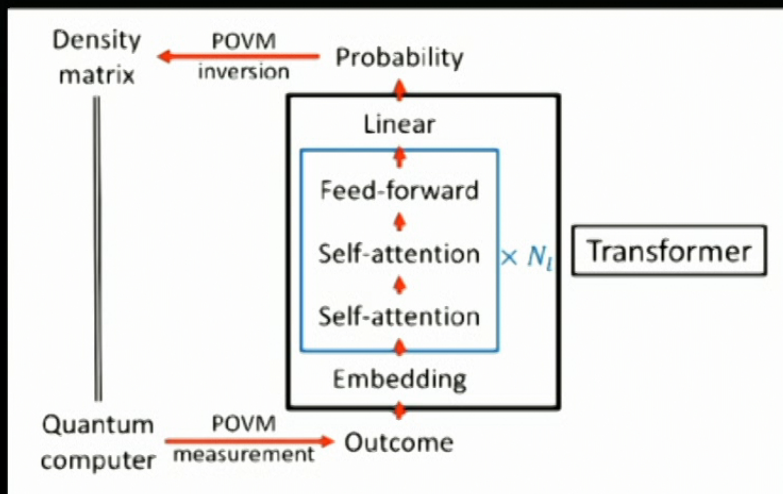 Density
matrix
POVM
inversion
Probability
Linear
Feed-forward
Self-attention
Self-attention
× N_l
Transformer
Embedding
Quantum
computer
POVM
measurement
Outcome